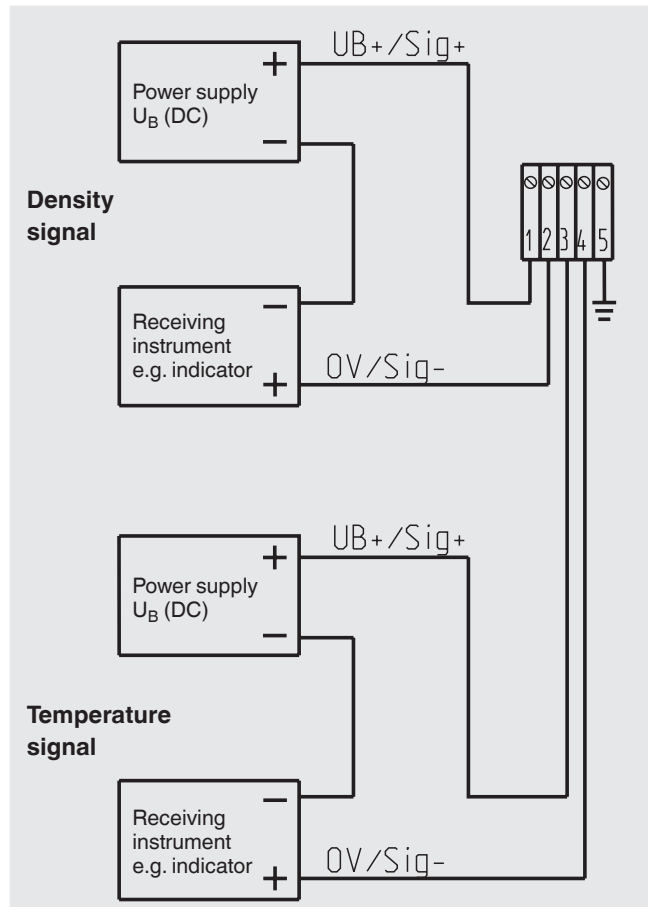 UB+/Sig+
+
Power supply
U_B (DC)
−
Density
signal
1 2 3 4 5
−
Receiving
instrument
e.g. indicator
+
0V/Sig-
UB+/Sig+
+
Power supply
U_B (DC)
−
Temperature
signal
−
Receiving
instrument
e.g. indicator
+
0V/Sig-